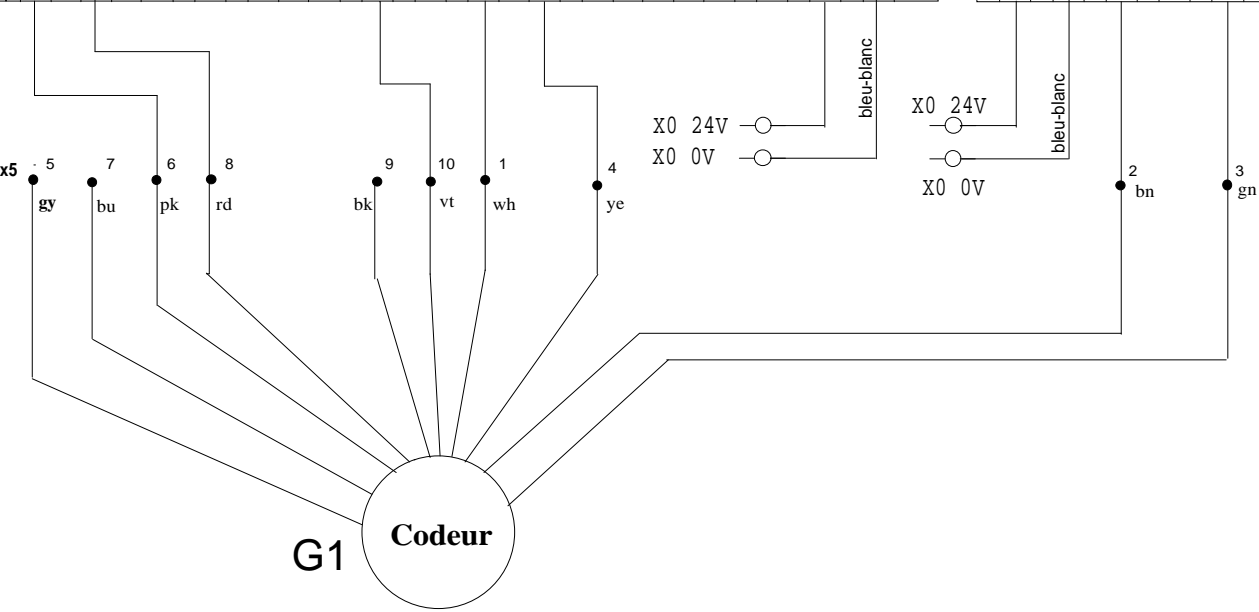 bleu-blanc
bleu-blanc
X0 24V
X0 24V
X0 0V
X0 0V
x5 5 7 6 8 9 10 1 4 2 3
gy bu pk rd bk vt wh ye bn gn
Codeur
G1